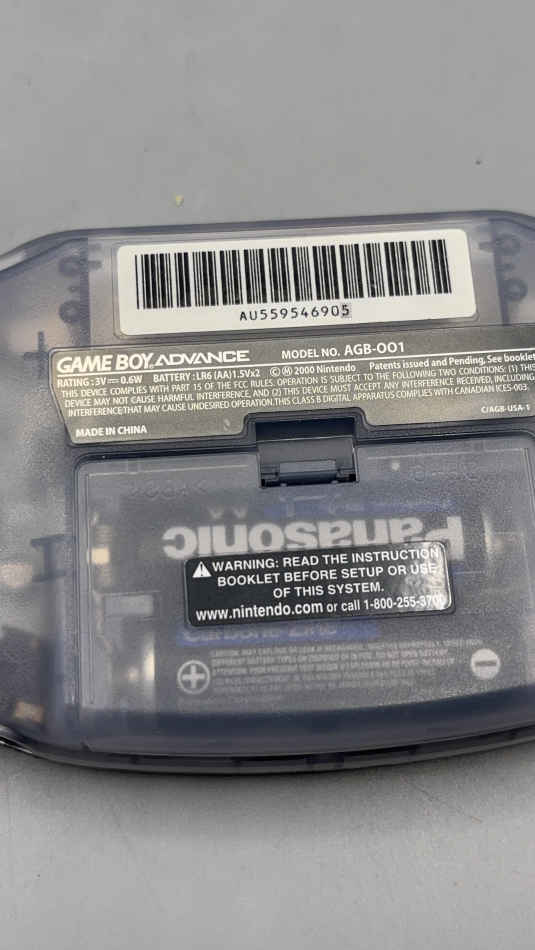 AU559546905
GAME BOY ADVANCE MODEL NO. AGB-001
RATING : 3V 0.6W BATTERY : LR6 (AA) 1.5Vx2 © Ⓜ 2000 Nintendo Patents issued and Pending, See booklet
THIS DEVICE COMPLIES WITH PART 15 OF THE FCC RULES. OPERATION IS SUBJECT TO THE FOLLOWING TWO CONDITIONS: (1) THIS
DEVICE MAY NOT CAUSE HARMFUL INTERFERENCE, AND (2) THIS DEVICE MUST ACCEPT ANY INTERFERENCE RECEIVED, INCLUDING
INTERFERENCE THAT MAY CAUSE UNDESIRED OPERATION. THIS CLASS B DIGITAL APPARATUS COMPLIES WITH CANADIAN ICES-003.
MADE IN CHINA C/AGB-USA-1
Panasonic
WARNING: READ THE INSTRUCTION
BOOKLET BEFORE SETUP OR USE
OF THIS SYSTEM.
www.nintendo.com or call 1-800-255-3700